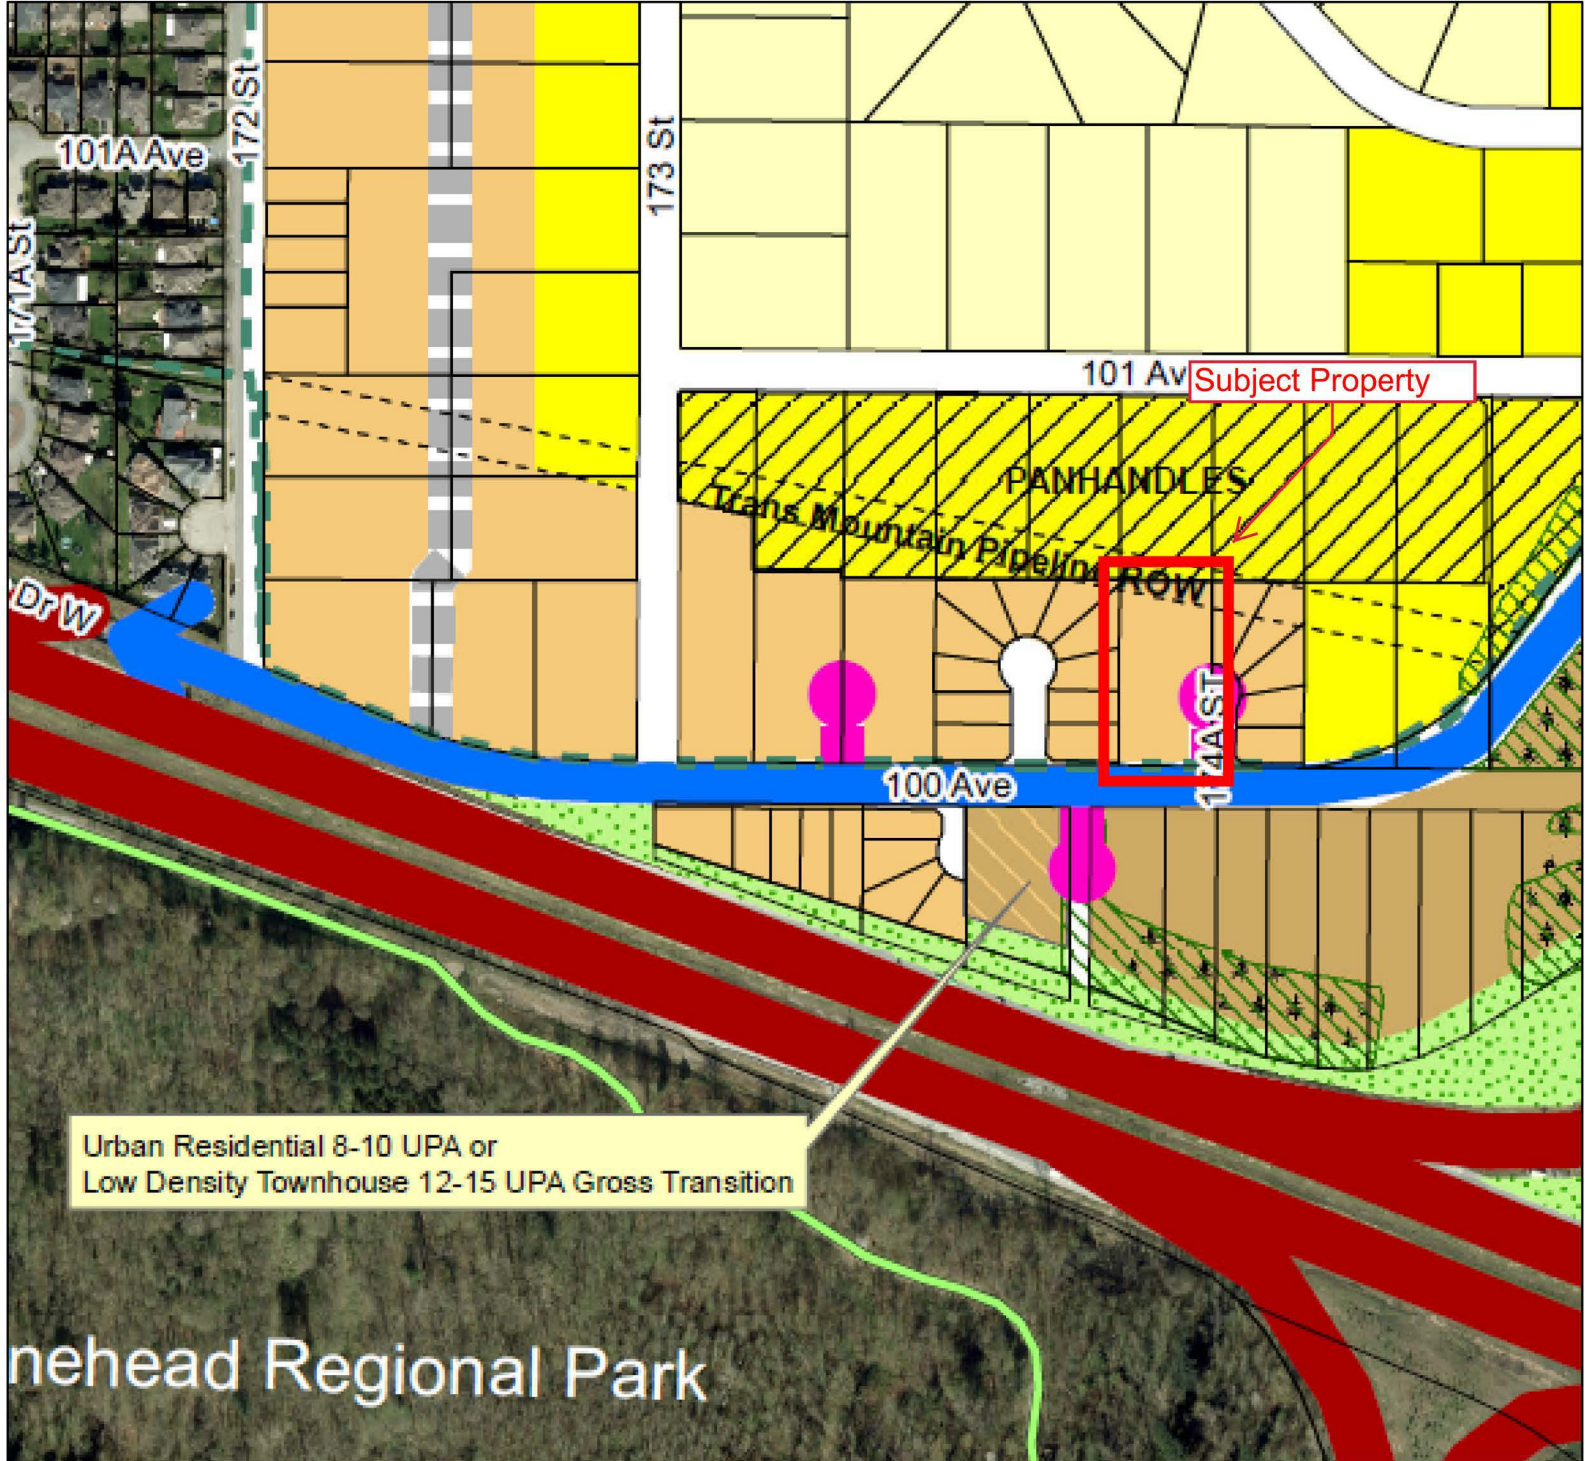 172 St
101A Ave
173 St
171A St
101 Av
Subject Property
PANHANDLES
Trans Mountain Pipeline ROW
Dr W
174A ST
100 Ave
Urban Residential 8-10 UPA or
Low Density Townhouse 12-15 UPA Gross Transition
nehead Regional Park